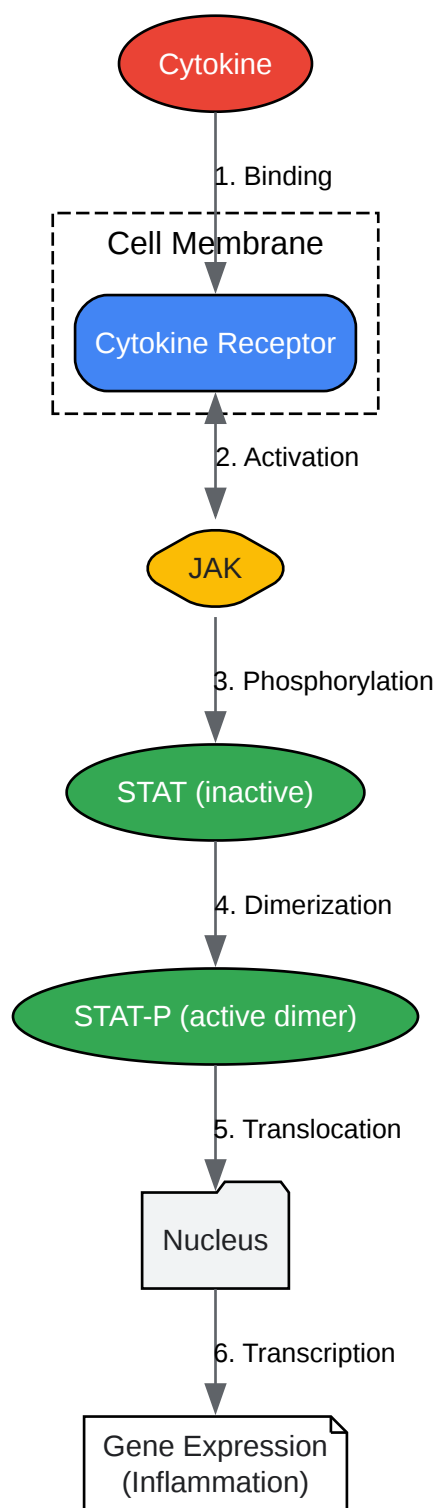 Cytokine
1. Binding
Cell Membrane
Cytokine Receptor
2. Activation
JAK
3. Phosphorylation
STAT (inactive)
4. Dimerization
STAT-P (active dimer)
5. Translocation
Nucleus
6. Transcription
Gene Expression
(Inflammation)